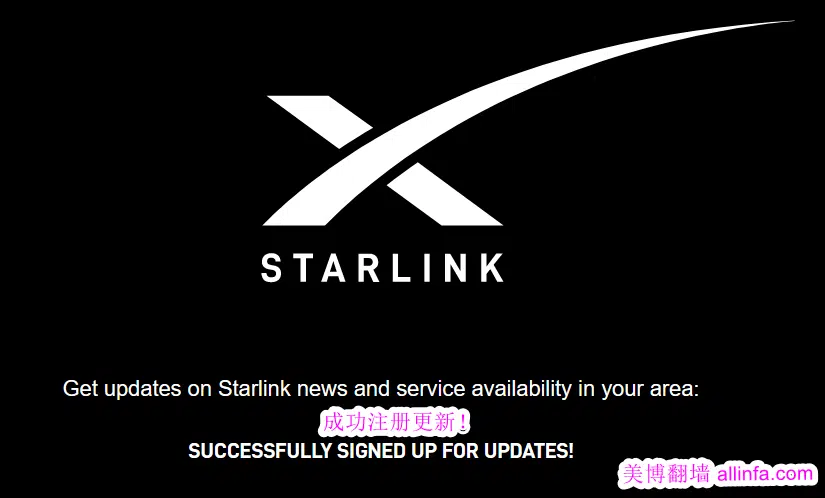 STARLINK
Get updates on Starlink news and service availability in your area:
成功注册更新！
SUCCESSFULLY SIGNED UP FOR UPDATES!
美博翻墙 allinfa.com